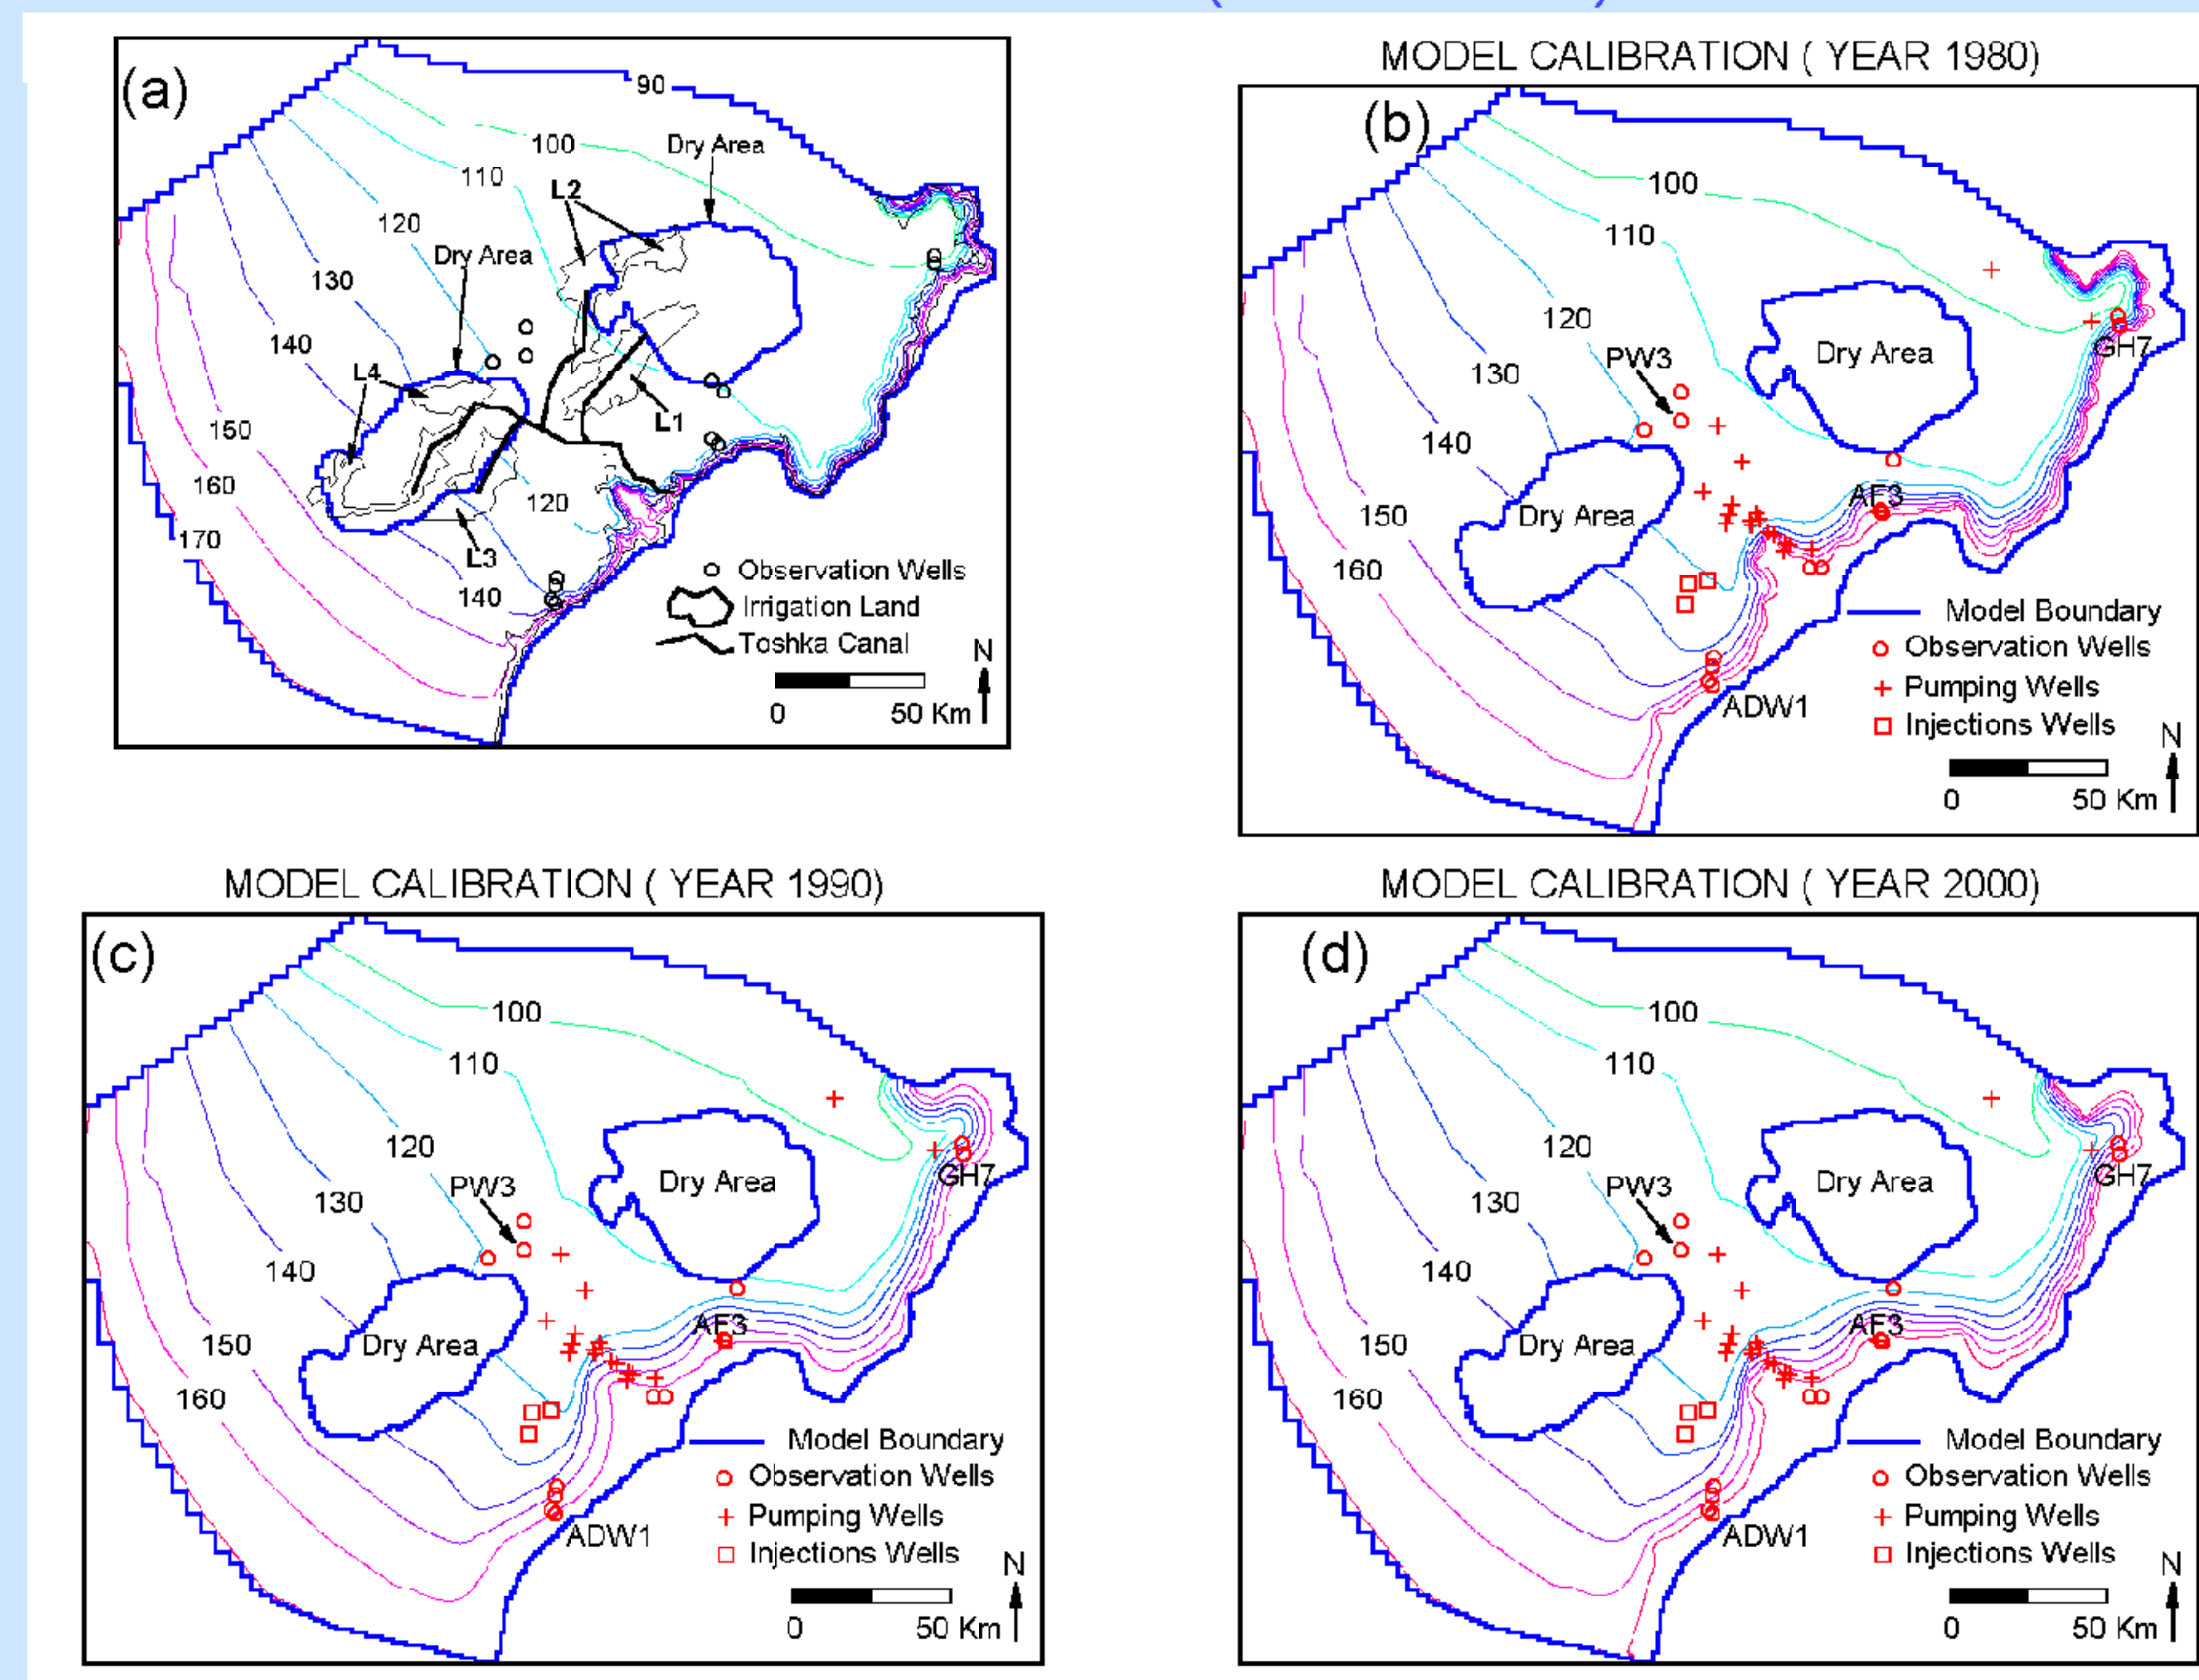 (a)
90
100
Dry Area
110
L2
120
Dry Area
130
140
L4
L1
150
160
120
170
L3
140
Observation Wells
Irrigation Land
Toshka Canal
N
0 50 Km
MODEL CALIBRATION ( YEAR 1980)
(b)
100
110
120
GH7
Dry Area
PW3
130
140
AF3
150
Dry Area
160
Model Boundary
Observation Wells
Pumping Wells
ADW1
Injections Wells
N
0 50 Km
MODEL CALIBRATION ( YEAR 1990)
(c)
100
110
120
GH7
Dry Area
PW3
130
140
AF3
150
Dry Area
160
Model Boundary
Observation Wells
Pumping Wells
ADW1
Injections Wells
N
0 50 Km
MODEL CALIBRATION ( YEAR 2000)
(d)
100
110
120
GH7
Dry Area
PW3
130
140
AF3
150
Dry Area
160
Model Boundary
Observation Wells
Pumping Wells
ADW1
Injections Wells
N
0 50 Km